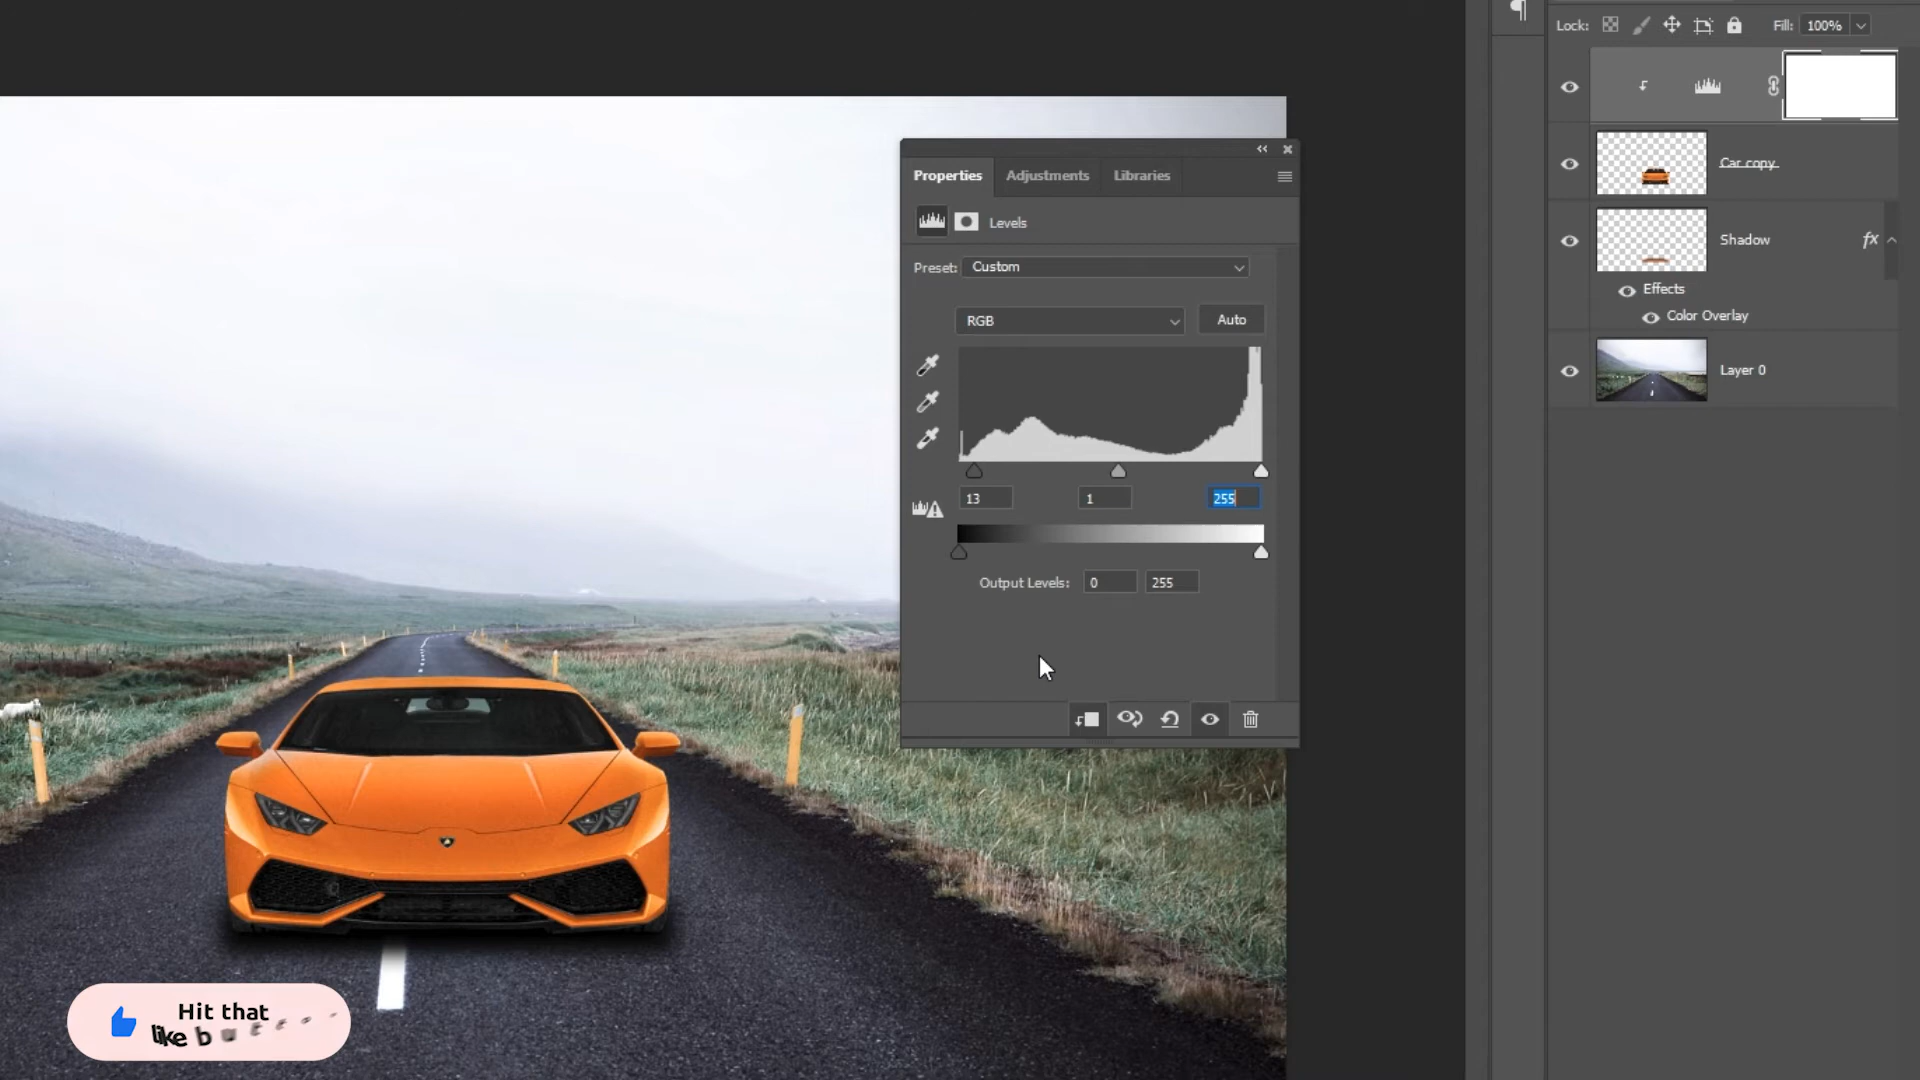 Lock:
Fill: 100%
Properties
Adjustments
Libraries
Levels
Preset: Custom
RGB
Auto
13
1
255
Output Levels: 0 255
Car copy
Shadow
fx
Effects
Color Overlay
Layer 0
Hit that
like but